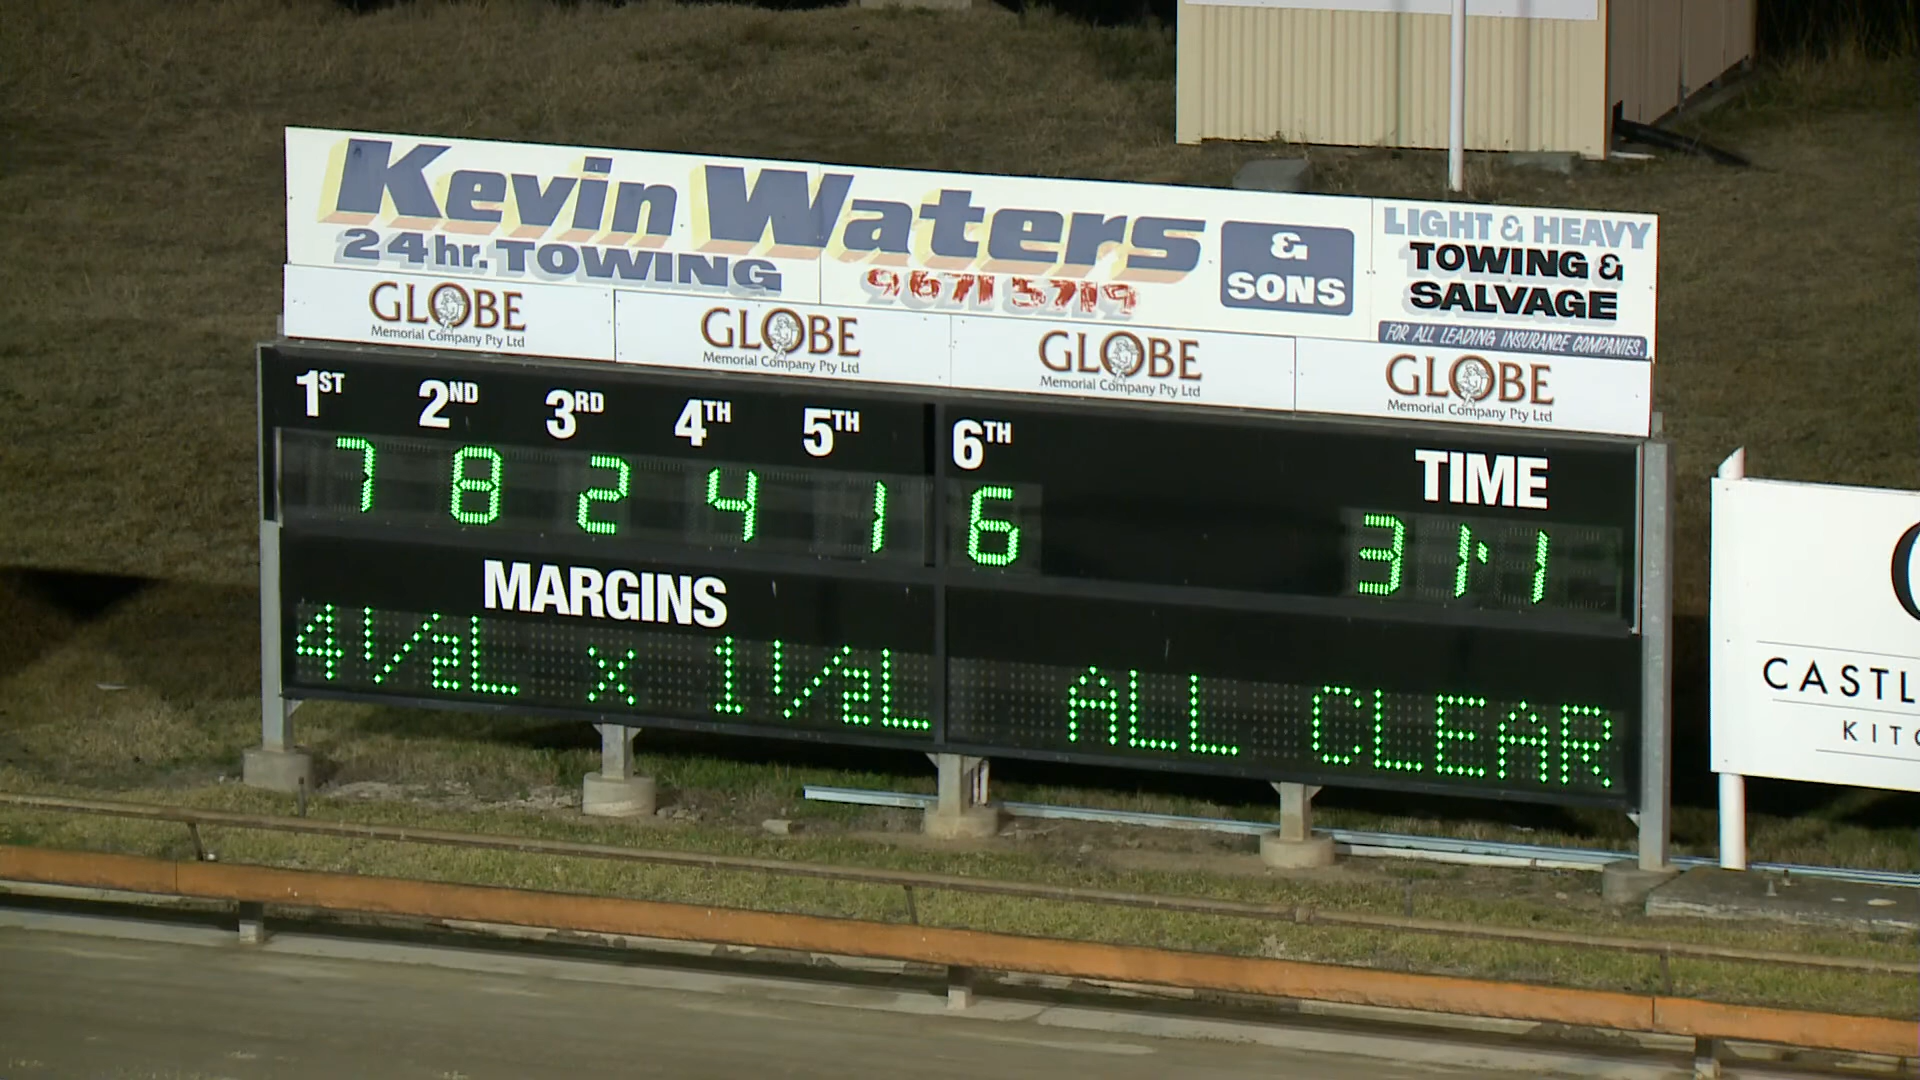 Kevin Waters & SONS
24hr. TOWING 9671 5719
LIGHT & HEAVY
TOWING &
SALVAGE
FOR ALL LEADING INSURANCE COMPANIES.
GLOBE
Memorial Company Pty Ltd
GLOBE
Memorial Company Pty Ltd
GLOBE
Memorial Company Pty Ltd
GLOBE
Memorial Company Pty Ltd
1ST 2ND 3RD 4TH 5TH 6TH TIME
7 8 2 4 1 6 31·1
MARGINS
4½L x 1½L ALL CLEAR